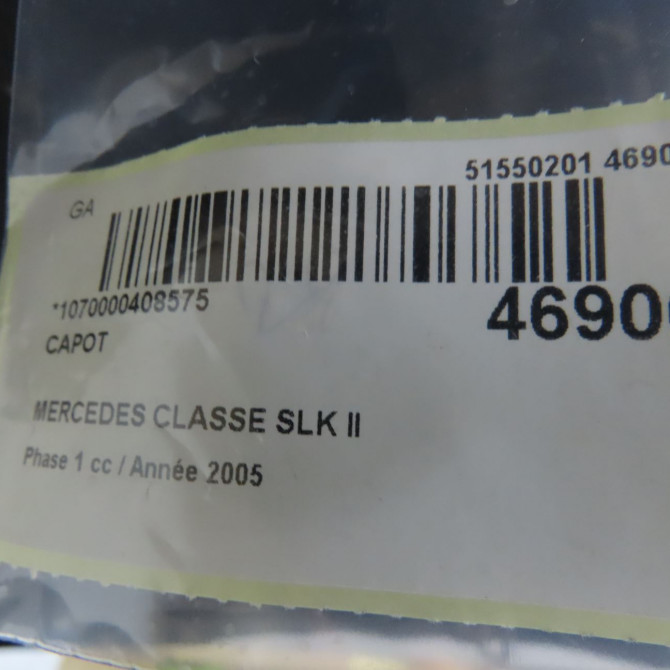 51550201 4690
GA
*1070000408575
4690
CAPOT
MERCEDES CLASSE SLK II
Phase 1 cc / Année 2005